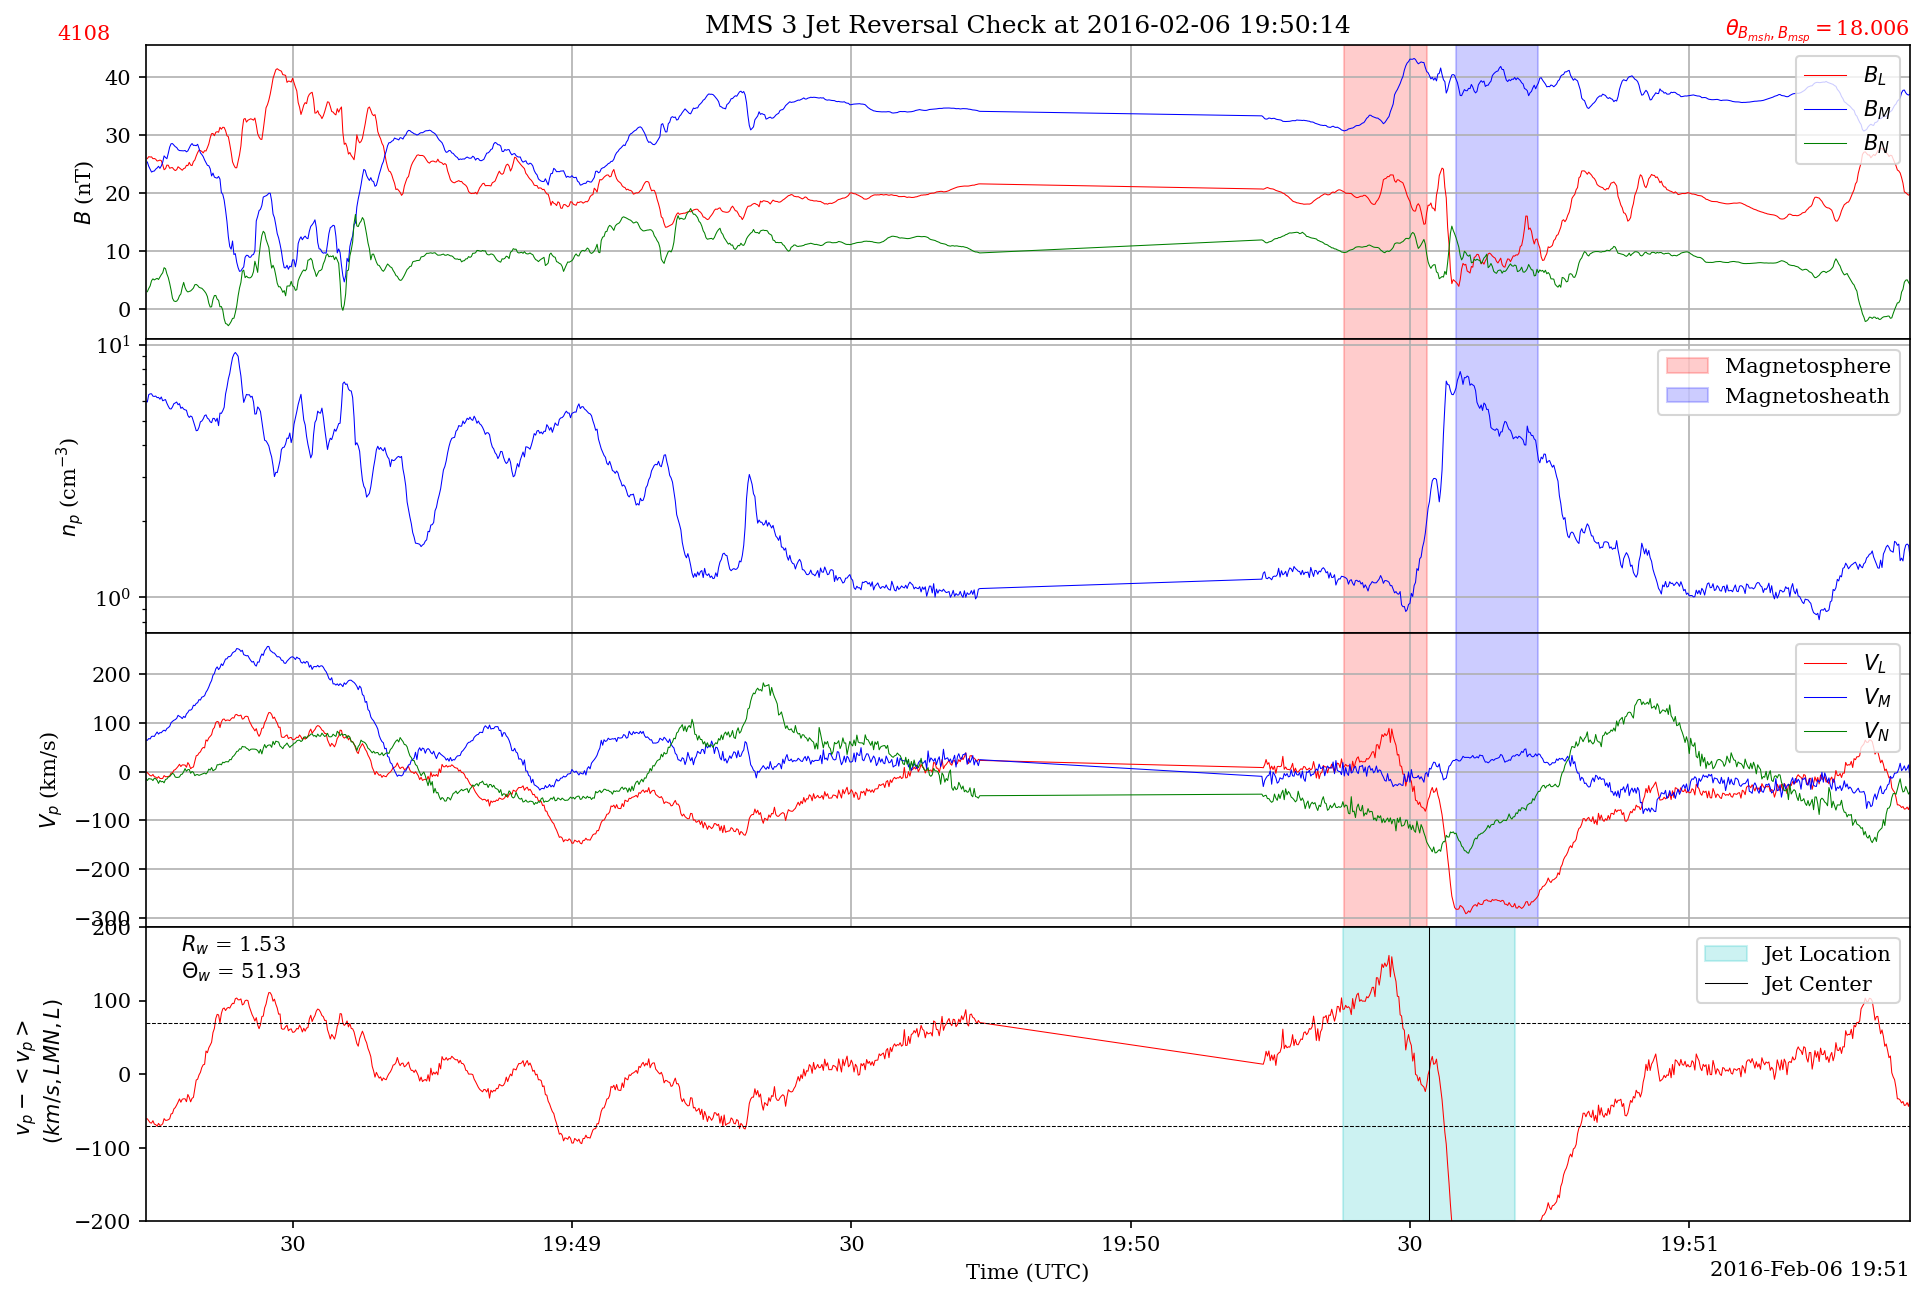 MMS 3 Jet Reversal Check at 2016-02-06 19:50:14
4108
θ_{B_{msh}, B_{msp}} = 18.006
40
30
20
10
0
B (nT)
B_L
B_M
B_N
10^1
10^0
n_p (cm^{-3})
Magnetosphere
Magnetosheath
200
100
0
−100
−200
−300
V_p (km/s)
V_L
V_M
V_N
200
100
0
−100
−200
v_p − < v_p >
(km/s, LMN, L)
R_w = 1.53
Θ_w = 51.93
Jet Location
Jet Center
30
19:49
30
19:50
30
19:51
Time (UTC)
2016-Feb-06 19:51